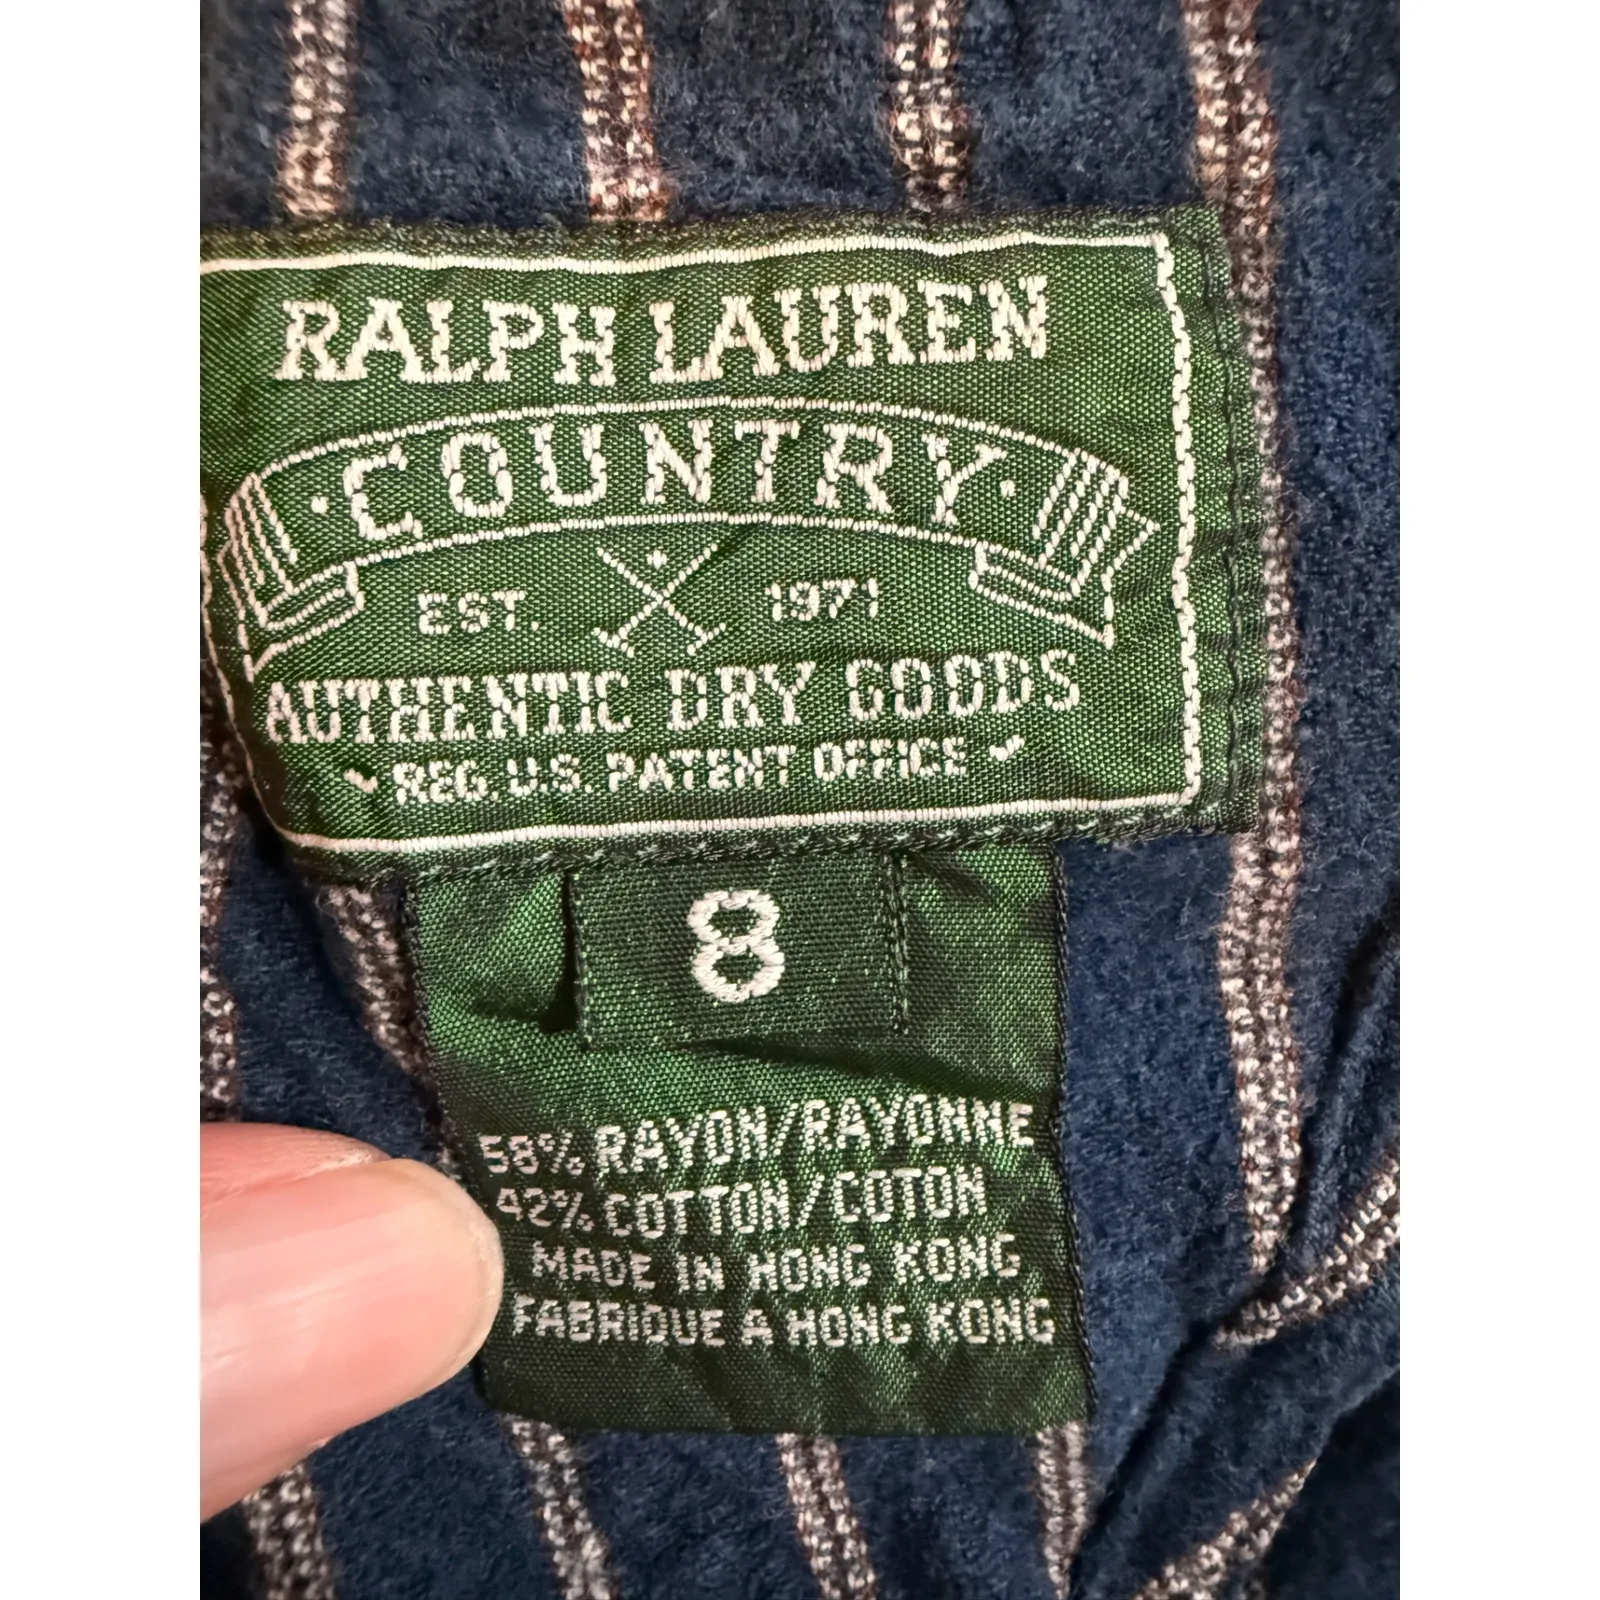 RALPH LAUREN
·COUNTRY·
EST. 1971
AUTHENTIC DRY GOODS
REG. U.S. PATENT OFFICE
8
58% RAYON/RAYONNE
42% COTTON/COTON
MADE IN HONG KONG
FABRIQUE A HONG KONG